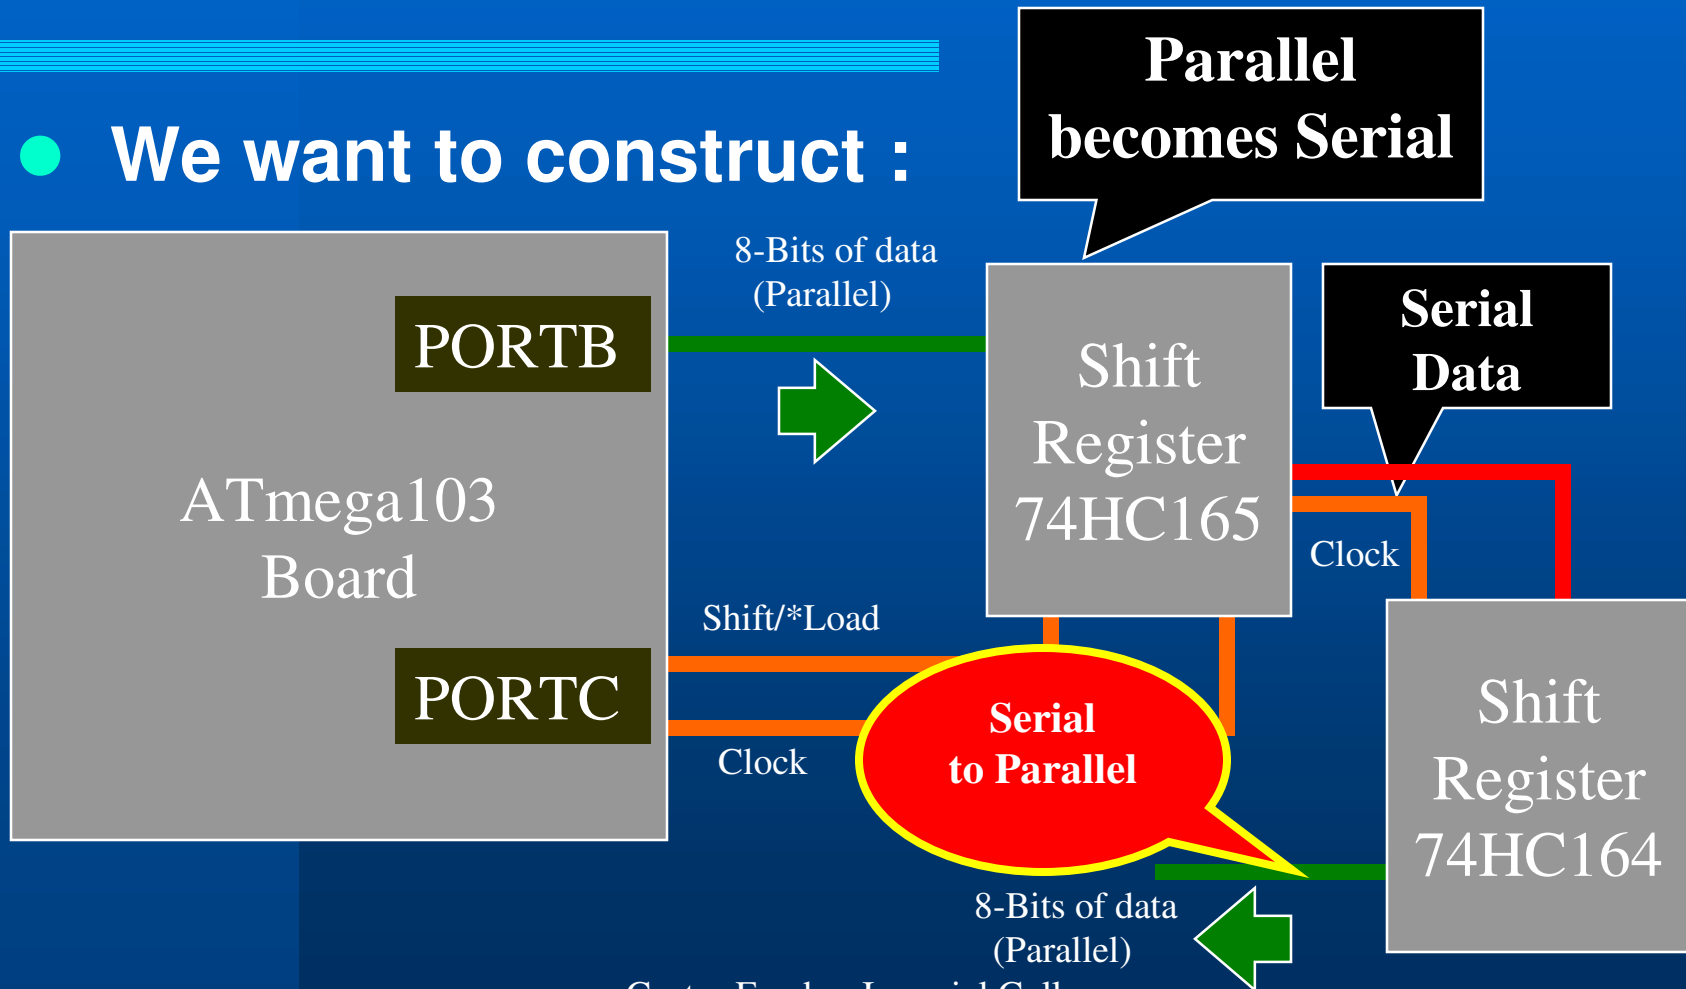 We want to construct :
Parallel
becomes Serial
8-Bits of data
(Parallel)
PORTB
Shift
Register
74HC165
Serial
Data
ATmega103
Board
Clock
Shift/*Load
PORTC
Clock
Serial
to Parallel
Shift
Register
74HC164
8-Bits of data
(Parallel)